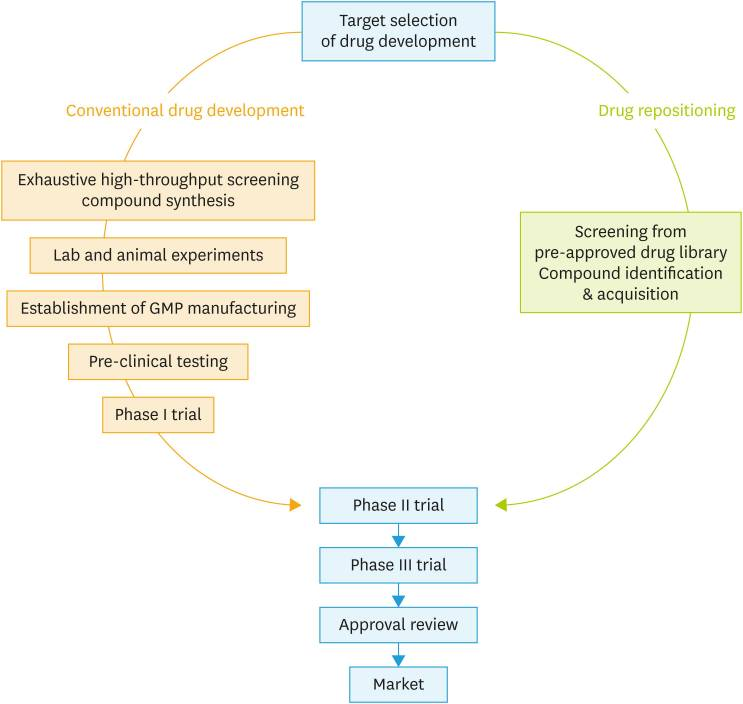 Target selection
of drug development
Conventional drug development
Drug repositioning
Exhaustive high-throughput screening
compound synthesis
Lab and animal experiments
Establishment of GMP manufacturing
Pre-clinical testing
Phase I trial
Screening from
pre-approved drug library
Compound identification
& acquisition
Phase II trial
Phase III trial
Approval review
Market